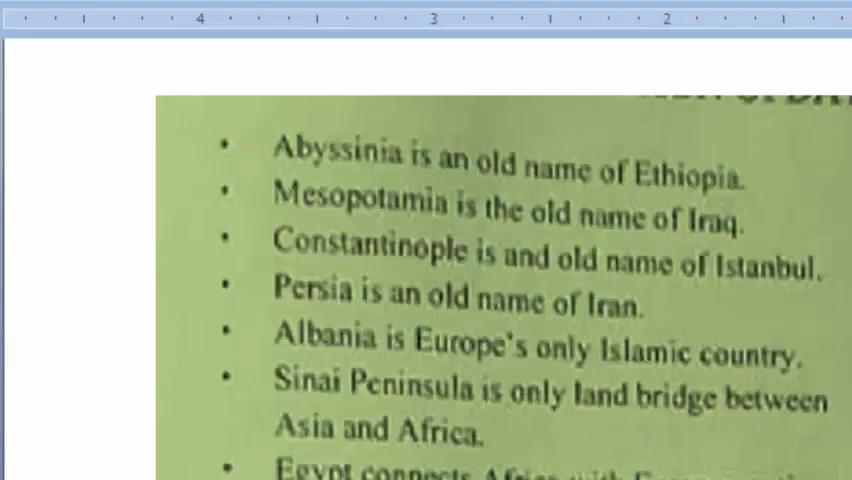 4 3 2
• Abyssinia is an old name of Ethiopia.
• Mesopotamia is the old name of Iraq.
• Constantinople is and old name of Istanbul.
• Persia is an old name of Iran.
• Albania is Europe's only Islamic country.
• Sinai Peninsula is only land bridge between
Asia and Africa.
• Egypt connects Africa with